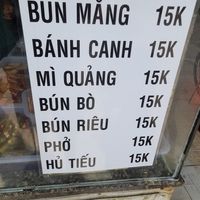 BÚN MĂNG 15K
BÁNH CANH 15K
MÌ QUẢNG 15K
BÚN BÒ 15K
BÚN RIÊU 15K
PHỞ 15K
HỦ TIẾU 15K